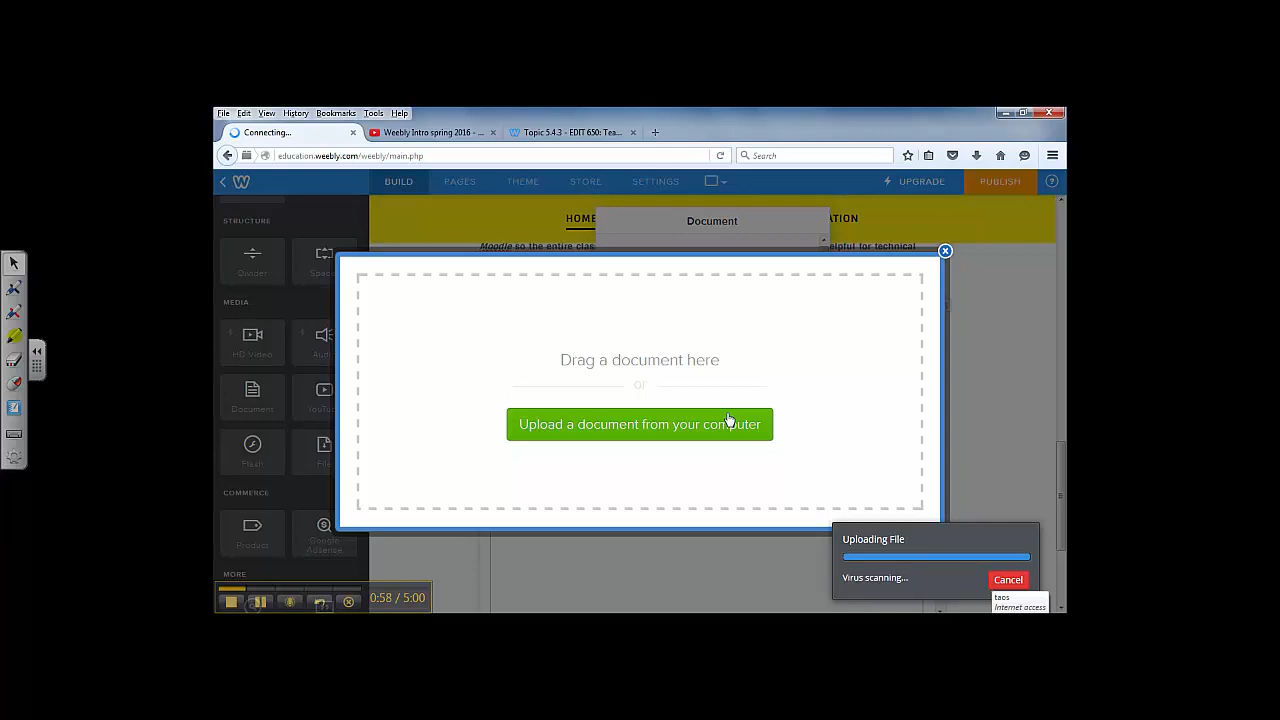 File Edit View History Bookmarks Tools Help
Connecting...
Weebly Intro spring 2016 - ...
Topic 5.4.3 - EDIT 650: Tea...
education.weebly.com/weebly/main.php
Search
BUILD PAGES THEME STORE SETTINGS UPGRADE PUBLISH ?
STRUCTURE
Divider
MEDIA
HD Video
Document
Flash
COMMERCE
Product
Google
Adsense
MORE
HOME
Document
Moodle so the entire clas
elpful for technical
Drag a document here
or
Upload a document from your computer
Uploading File
Virus scanning...
Cancel
taos
Internet access
0:58 / 5:00